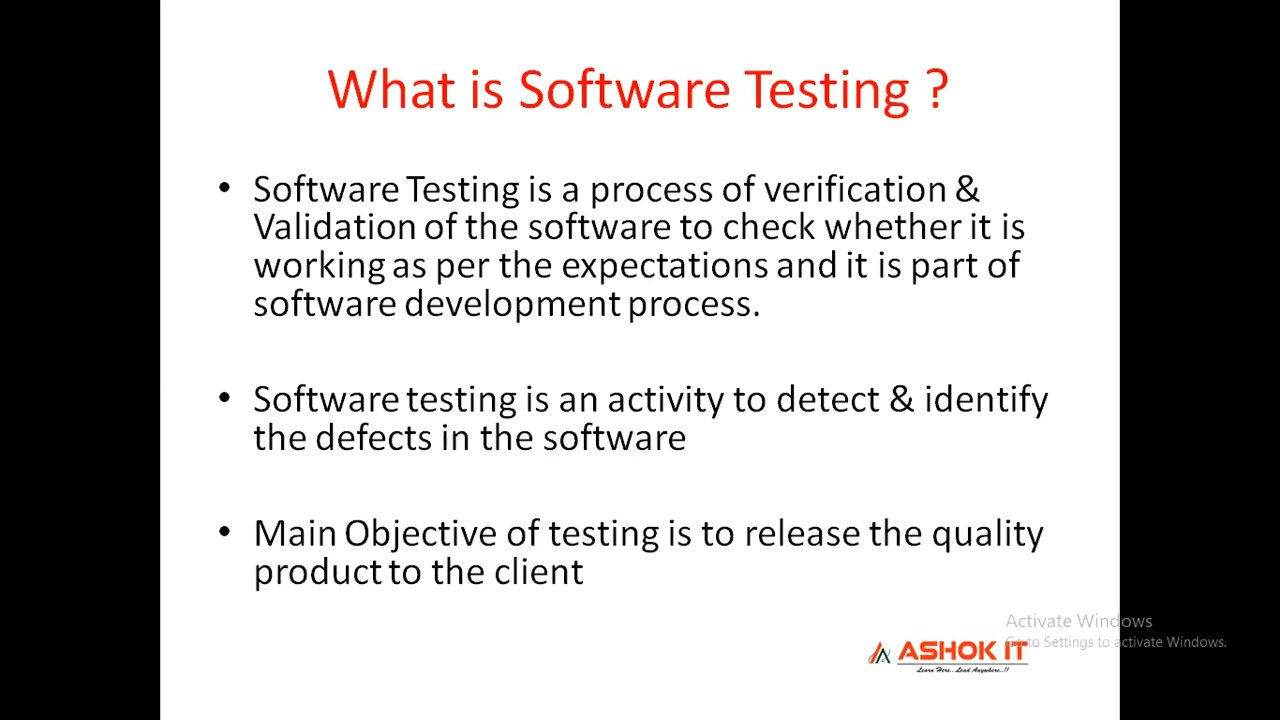 What is Software Testing ?
• Software Testing is a process of verification &
Validation of the software to check whether it is
working as per the expectations and it is part of
software development process.
• Software testing is an activity to detect & identify
the defects in the software
• Main Objective of testing is to release the quality
product to the client
Activate Windows
Go to Settings to activate Windows.
ASHOK IT
Learn Here.. Lead Anywhere..!!